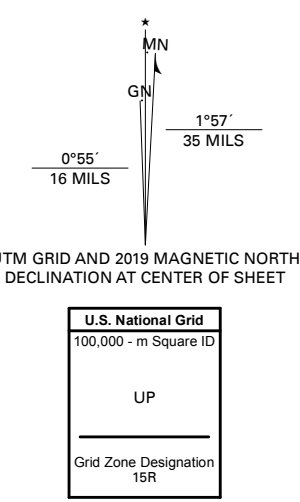 ★
MN
GN
1°57´
35 MILS
0°55´
16 MILS
UTM GRID AND 2019 MAGNETIC NORTH
DECLINATION AT CENTER OF SHEET
U.S. National Grid
100,000 - m Square ID
UP
Grid Zone Designation
15R